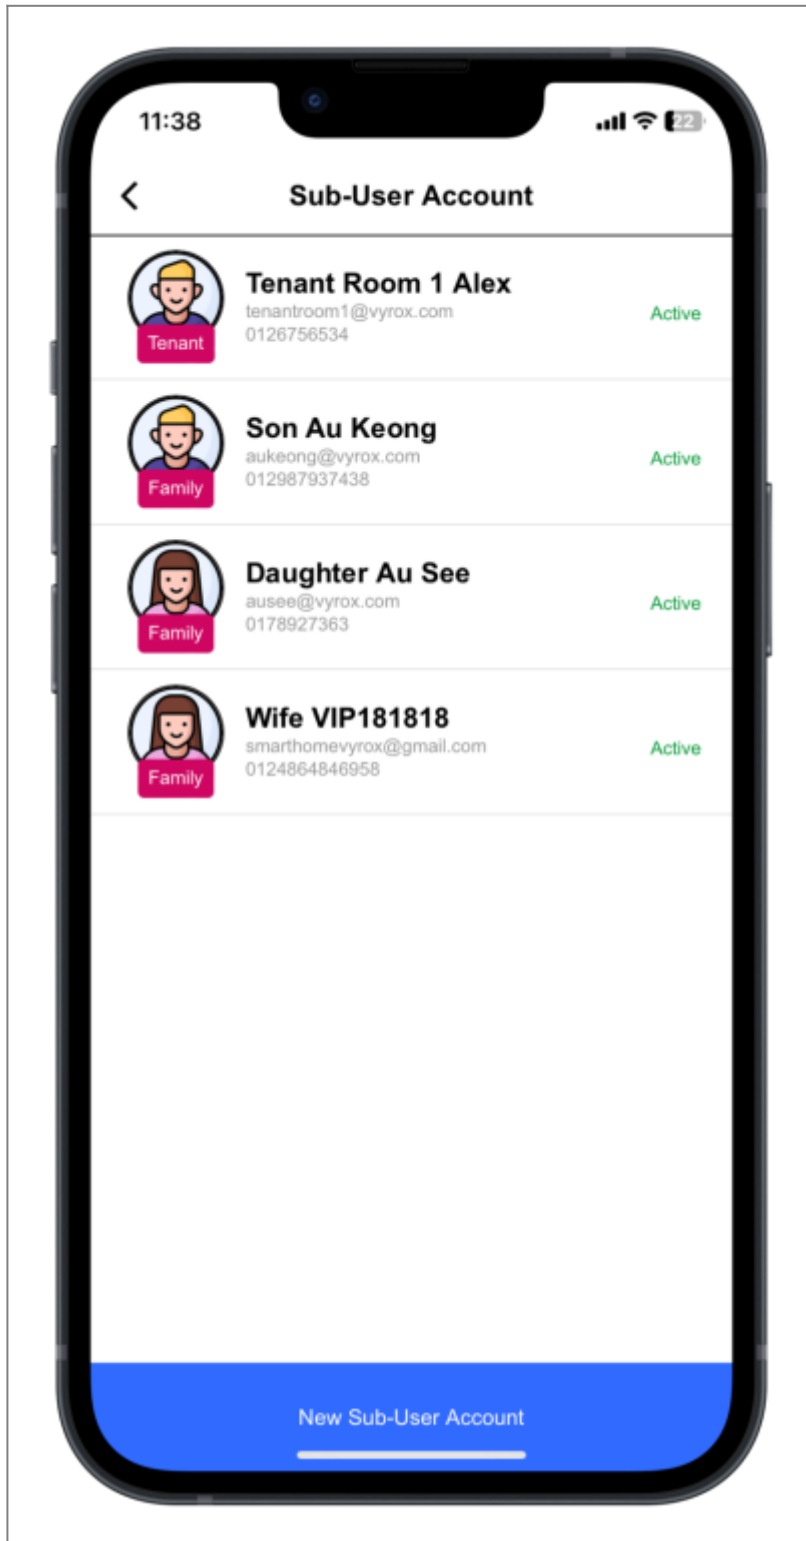 11:38
22
Sub-User Account
Tenant Room 1 Alex
tenantroom1@vyrox.com
0126756534
Active
Tenant
Son Au Keong
aukeong@vyrox.com
012987937438
Active
Family
Daughter Au See
ausee@vyrox.com
0178927363
Active
Family
Wife VIP181818
smarthomevyrox@gmail.com
0124864846958
Active
Family
New Sub-User Account